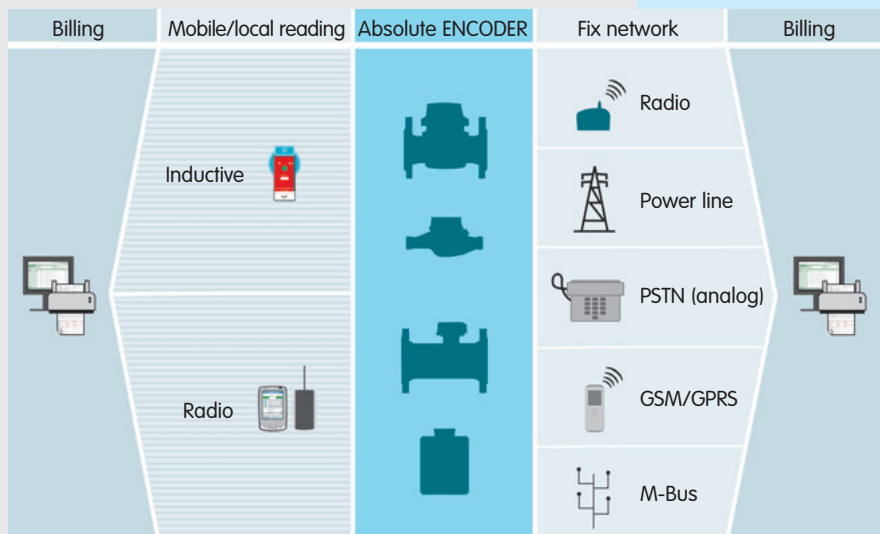 Billing
Mobile/local reading
Absolute ENCODER
Fix network
Billing
Inductive
Radio
Radio
Power line
PSTN (analog)
GSM/GPRS
M-Bus